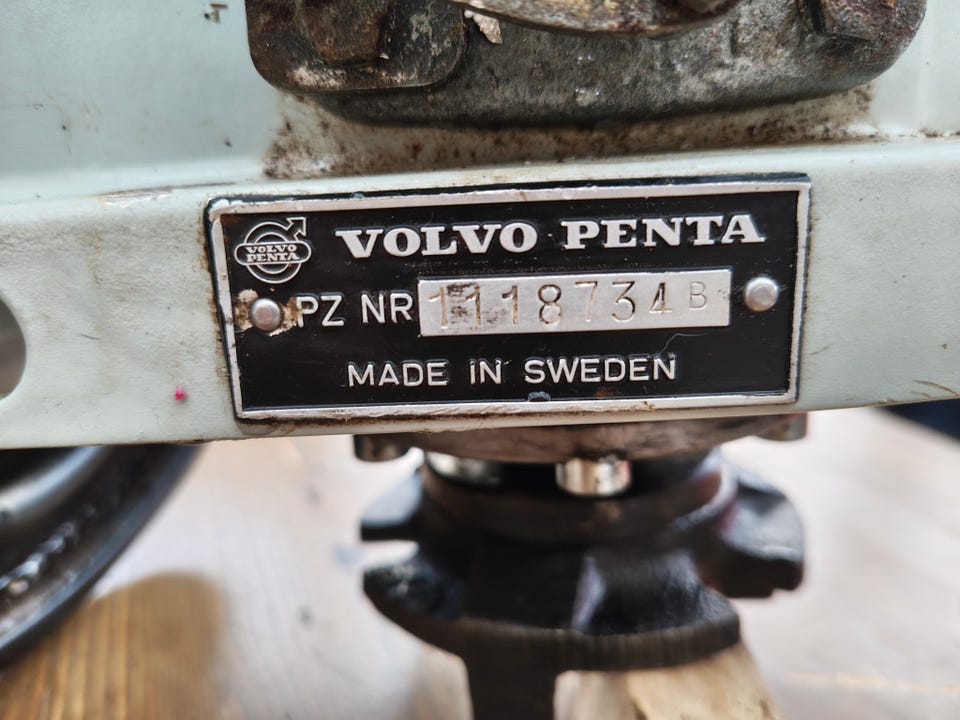 VOLVO PENTA
VOLVO PENTA
PZ NR 1118734 B
MADE IN SWEDEN